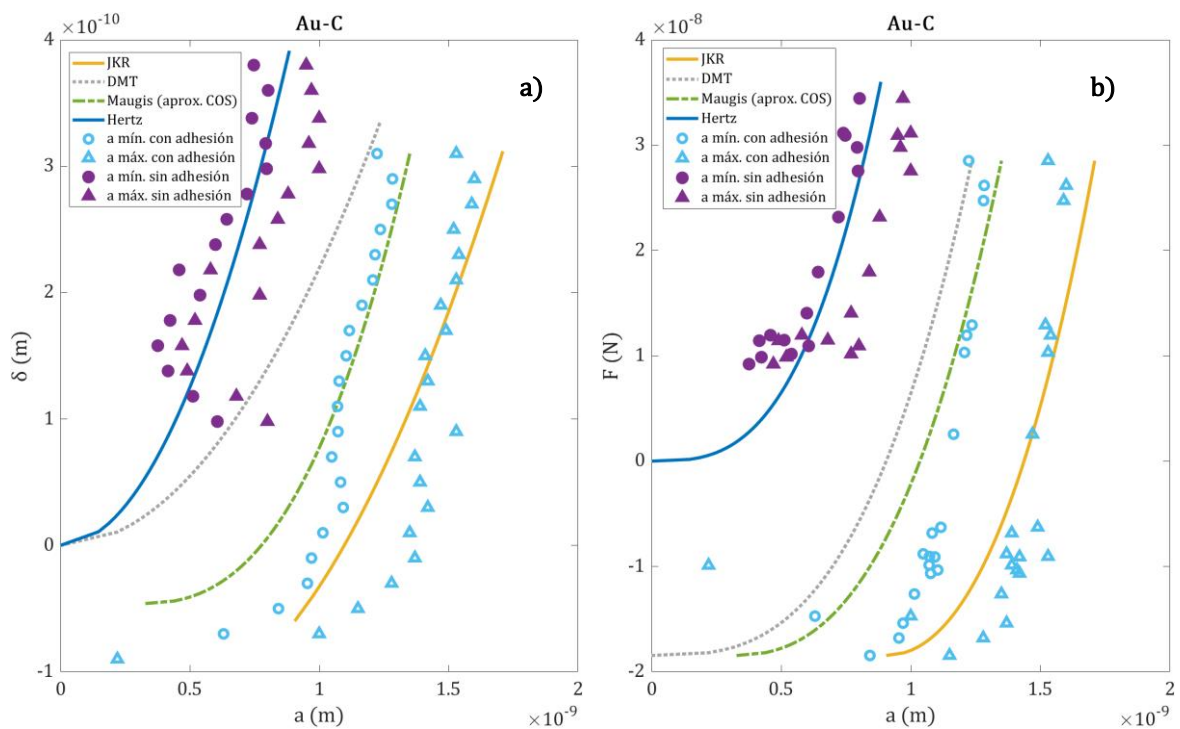 Au-C
×10⁻¹⁰
4
3
2
1
0
-1
δ (m)
JKR
DMT
Maugis (aprox. COS)
Hertz
a mín. con adhesión
a máx. con adhesión
a mín. sin adhesión
a máx. sin adhesión
a)
0
0.5
1
1.5
2
a (m)
×10⁻⁹
Au-C
×10⁻⁸
4
3
2
1
0
-1
-2
F (N)
JKR
DMT
Maugis (aprox. COS)
Hertz
a mín. con adhesión
a máx. con adhesión
a mín. sin adhesión
a máx. sin adhesión
b)
0
0.5
1
1.5
2
a (m)
×10⁻⁹